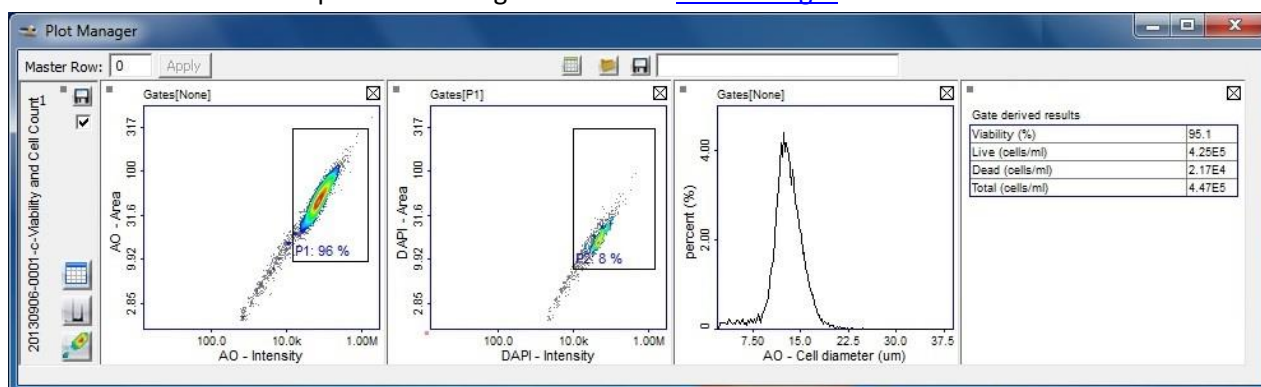 Plot Manager
Master Row: 0 Apply
20130906-0001-c-Viability and Cell Count1
Gates[None]
AO - Area
317
100
31.6
9.92
2.85
P1: 96 %
100.0 10.0k 1.00M
AO - Intensity
Gates[P1]
DAPI - Area
317
100
31.6
9.92
2.85
P2: 8 %
100.0 10.0k 1.00M
DAPI - Intensity
Gates[None]
percent (%)
4.00
2.00
0
7.50 15.0 22.5 30.0 37.5
AO - Cell diameter (um)
Gate derived results
Viability (%) 95.1
Live (cells/ml) 4.25E5
Dead (cells/ml) 2.17E4
Total (cells/ml) 4.47E5